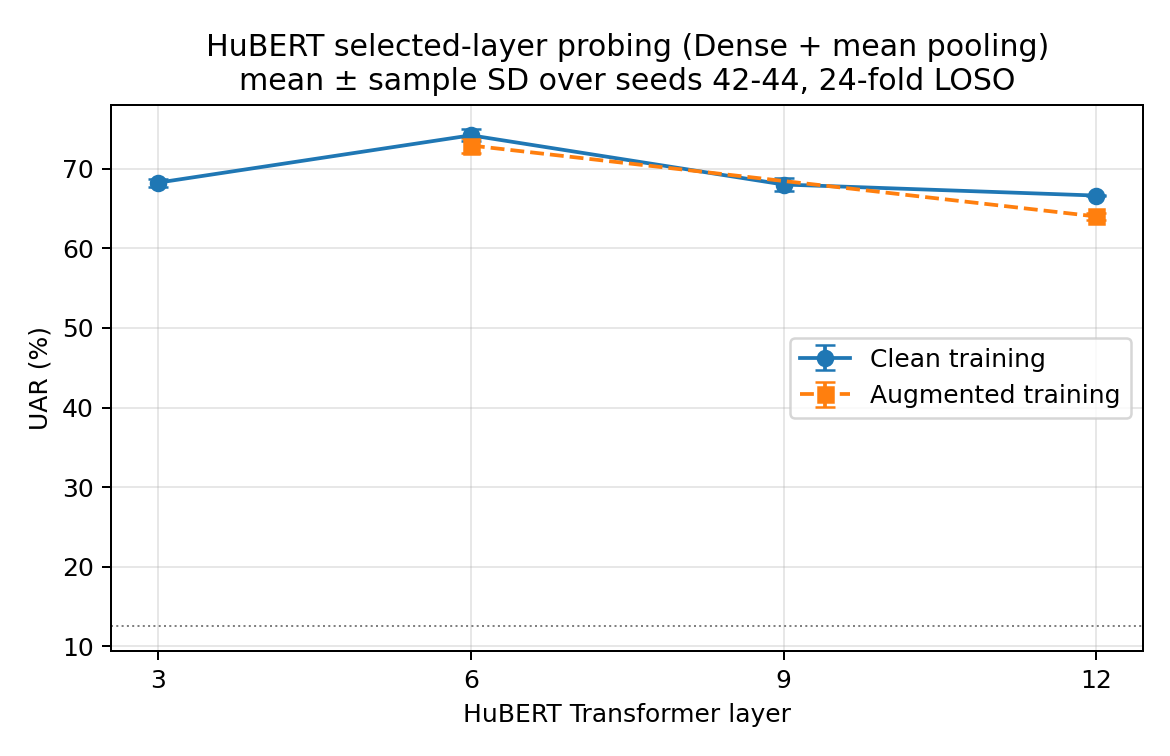 HuBERT selected-layer probing (Dense + mean pooling)
mean ± sample SD over seeds 42-44, 24-fold LOSO
UAR (%)
70
60
50
40
30
20
10
Clean training
Augmented training
3 6 9 12
HuBERT Transformer layer